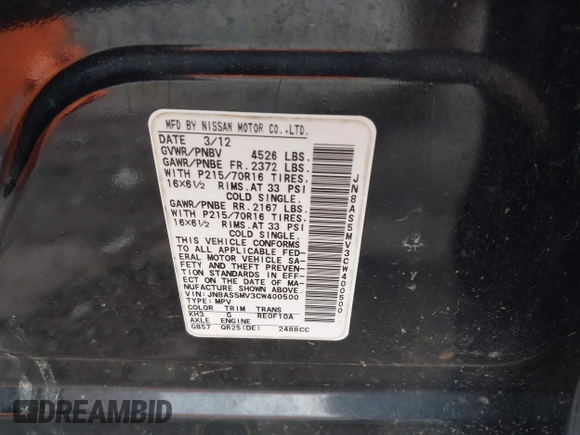 MFD BY NISSAN MOTOR CO.,LTD.
DATE 3/12
GVWR/PNBV 4526 LBS.
GAWR/PNBE FR. 2372 LBS.
WITH P215/70R16 TIRES.
16X6½ RIMS. AT 33 PSI
COLD SINGLE.
GAWR/PNBE RR. 2167 LBS.
WITH P215/70R16 TIRES.
16X6½ RIMS. AT 33 PSI
COLD SINGLE.
THIS VEHICLE CONFORMS
TO ALL APPLICABLE FED-
ERAL MOTOR VEHICLE SA-
FETY AND THEFT PREVENTION
STANDARDS IN EFF-
ECT ON THE DATE OF MA-
NUFACTURE SHOWN ABOVE.
VIN: JN8AS5MV3CW400500
TYPE: MPV
COLOR TRIM TRANS
KH3 G RE0F10A
AXLE ENGINE
GB57 QR25(DE) 2488CC
JN8AS5MV3CW400500
DREAMBID